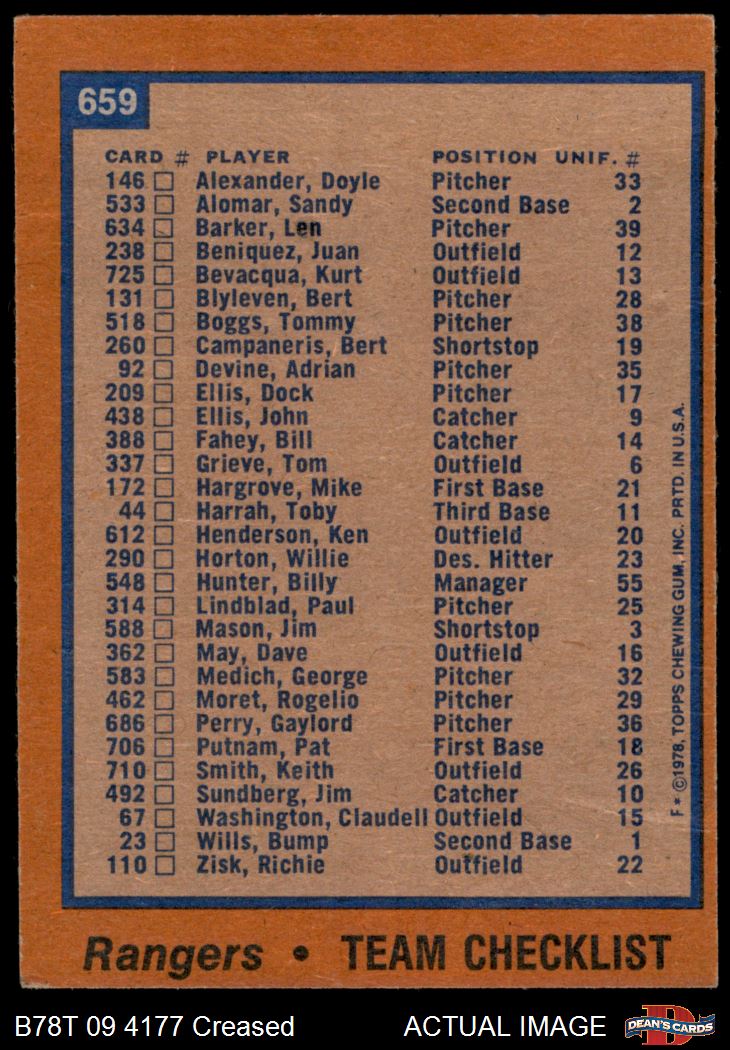 659
CARD # PLAYER POSITION UNIF. #
146 Alexander, Doyle Pitcher 33
533 Alomar, Sandy Second Base 2
634 Barker, Len Pitcher 39
238 Beniquez, Juan Outfield 12
725 Bevacqua, Kurt Outfield 13
131 Blyleven, Bert Pitcher 28
518 Boggs, Tommy Pitcher 38
260 Campaneris, Bert Shortstop 19
92 Devine, Adrian Pitcher 35
209 Ellis, Dock Pitcher 17
438 Ellis, John Catcher 9
388 Fahey, Bill Catcher 14
337 Grieve, Tom Outfield 6
172 Hargrove, Mike First Base 21
44 Harrah, Toby Third Base 11
612 Henderson, Ken Outfield 20
290 Horton, Willie Des. Hitter 23
548 Hunter, Billy Manager 55
314 Lindblad, Paul Pitcher 25
588 Mason, Jim Shortstop 3
362 May, Dave Outfield 16
583 Medich, George Pitcher 32
462 Moret, Rogelio Pitcher 29
686 Perry, Gaylord Pitcher 36
706 Putnam, Pat First Base 18
710 Smith, Keith Outfield 26
492 Sundberg, Jim Catcher 10
67 Washington, Claudell Outfield 15
23 Wills, Bump Second Base 1
110 Zisk, Richie Outfield 22
F* ©1978, TOPPS CHEWING GUM, INC. PRTD. IN U.S.A.
Rangers • TEAM CHECKLIST
B78T 09 4177 Creased ACTUAL IMAGE
D
DEAN'S CARDS